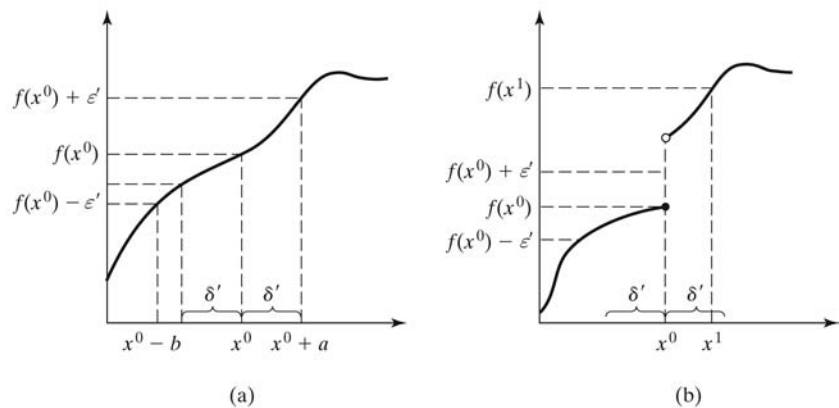 f(x⁰) + ε′
f(x⁰)
f(x⁰) − ε′
δ′ δ′
x⁰ − b x⁰ x⁰ + a
(a)
f(x¹)
f(x⁰) + ε′
f(x⁰)
f(x⁰) − ε′
δ′ δ′
x⁰ x¹
(b)